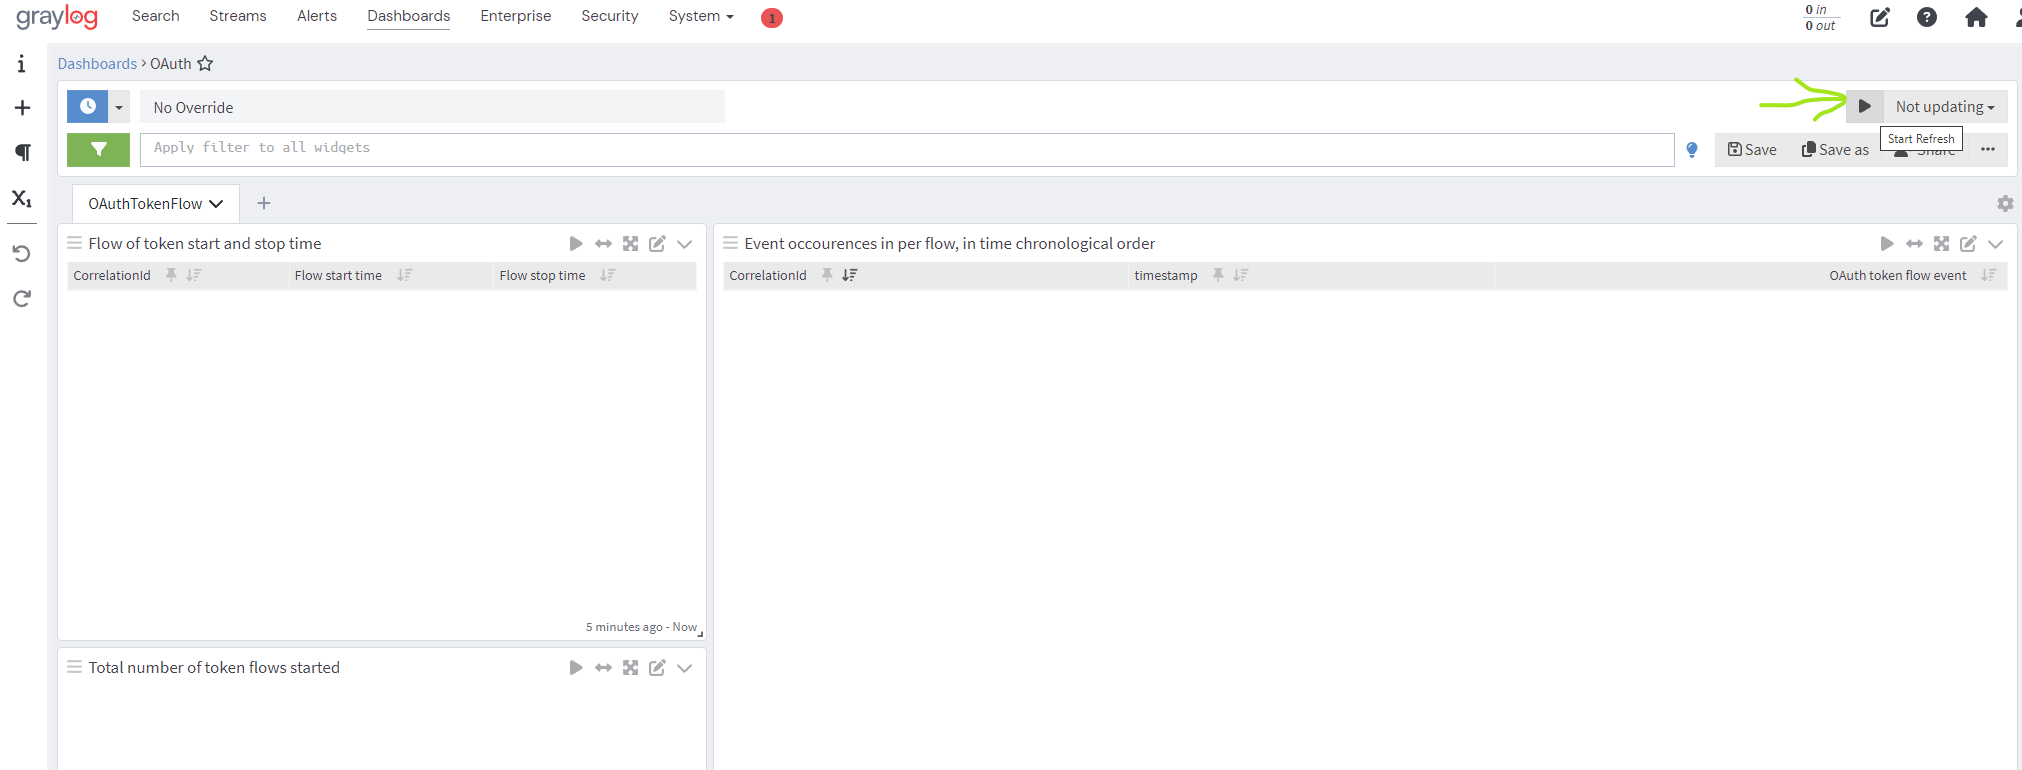 graylog Search Streams Alerts Dashboards Enterprise Security System 1 0 in
0 out
Dashboards > OAuth
No Override Not updating
Start Refresh
Apply filter to all widgets Save Save as Share
OAuthTokenFlow
Flow of token start and stop time
CorrelationId Flow start time Flow stop time
5 minutes ago - Now
Event occourences in per flow, in time chronological order
CorrelationId timestamp OAuth token flow event
Total number of token flows started